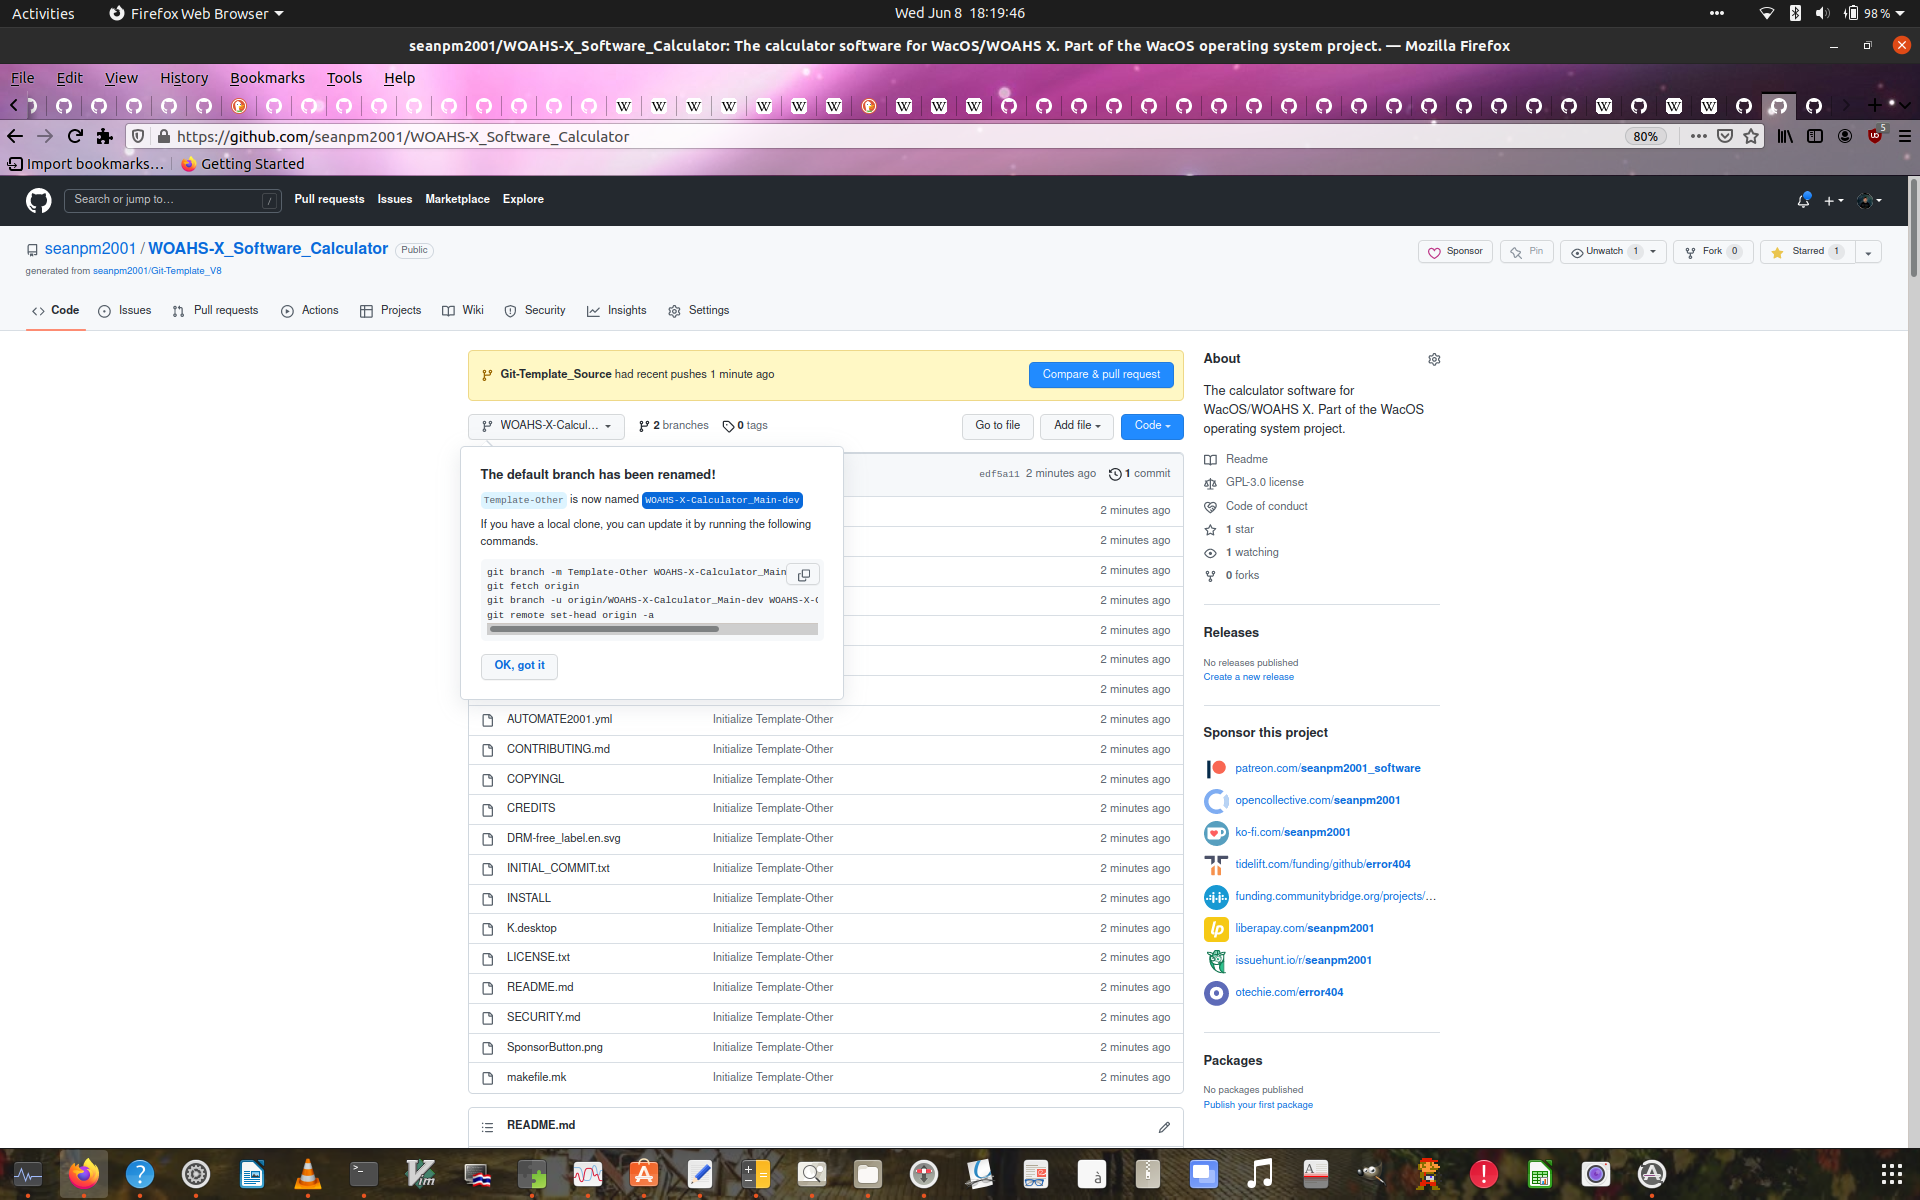 Activities
Firefox Web Browser
Wed Jun 8 18:19:46
98 %
seanpm2001/WOAHS-X_Software_Calculator: The calculator software for WacOS/WOAHS X. Part of the WacOS operating system project. — Mozilla Firefox
File Edit View History Bookmarks Tools Help
https://github.com/seanpm2001/WOAHS-X_Software_Calculator
80%
5
Import bookmarks…
Getting Started
Search or jump to…
/
Pull requests Issues Marketplace Explore
seanpm2001 / WOAHS-X_Software_Calculator
Public
Sponsor
Pin
Unwatch 1
Fork 0
Starred 1
generated from seanpm2001/Git-Template_V8
Code
Issues
Pull requests
Actions
Projects
Wiki
Security
Insights
Settings
Git-Template_Source had recent pushes 1 minute ago
Compare & pull request
WOAHS-X-Calcul…
2 branches
0 tags
Go to file
Add file
Code
edf5a11 2 minutes ago
1 commit
The default branch has been renamed!
Template-Other is now named WOAHS-X-Calculator_Main-dev
If you have a local clone, you can update it by running the following
commands.
git branch -m Template-Other WOAHS-X-Calculator_Main
git fetch origin
git branch -u origin/WOAHS-X-Calculator_Main-dev WOAHS-X-C
git remote set-head origin -a
OK, got it
2 minutes ago
2 minutes ago
2 minutes ago
2 minutes ago
2 minutes ago
2 minutes ago
2 minutes ago
AUTOMATE2001.yml Initialize Template-Other 2 minutes ago
CONTRIBUTING.md Initialize Template-Other 2 minutes ago
COPYINGL Initialize Template-Other 2 minutes ago
CREDITS Initialize Template-Other 2 minutes ago
DRM-free_label.en.svg Initialize Template-Other 2 minutes ago
INITIAL_COMMIT.txt Initialize Template-Other 2 minutes ago
INSTALL Initialize Template-Other 2 minutes ago
K.desktop Initialize Template-Other 2 minutes ago
LICENSE.txt Initialize Template-Other 2 minutes ago
README.md Initialize Template-Other 2 minutes ago
SECURITY.md Initialize Template-Other 2 minutes ago
SponsorButton.png Initialize Template-Other 2 minutes ago
makefile.mk Initialize Template-Other 2 minutes ago
README.md
About
The calculator software for
WacOS/WOAHS X. Part of the WacOS
operating system project.
Readme
GPL-3.0 license
Code of conduct
1 star
1 watching
0 forks
Releases
No releases published
Create a new release
Sponsor this project
patreon.com/seanpm2001_software
opencollective.com/seanpm2001
ko-fi.com/seanpm2001
tidelift.com/funding/github/error404
funding.communitybridge.org/projects/…
liberapay.com/seanpm2001
issuehunt.io/r/seanpm2001
otechie.com/error404
Packages
No packages published
Publish your first package